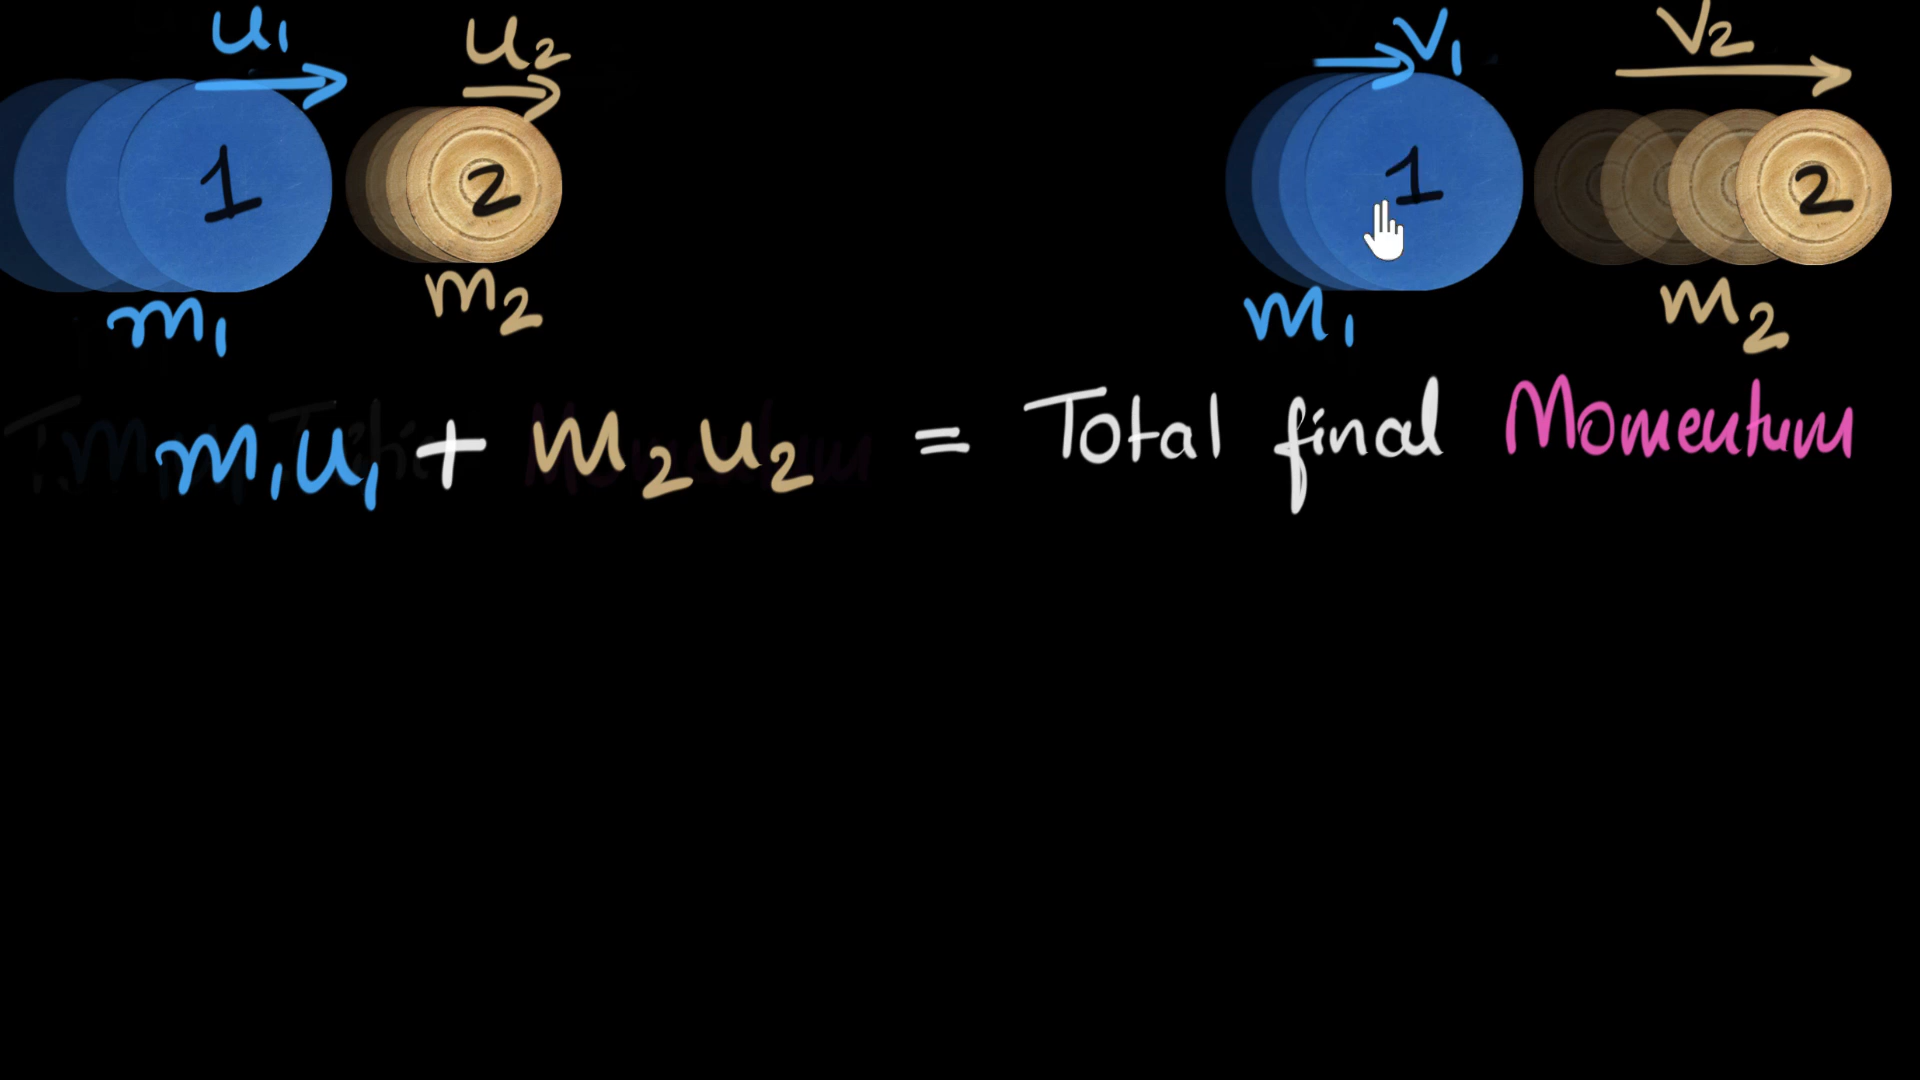 u₁ u₂ v₁ v₂
1 2 1 2
m₁ m₂ m₁ m₂
m₁u₁ + m₂u₂ = Total final Momentum